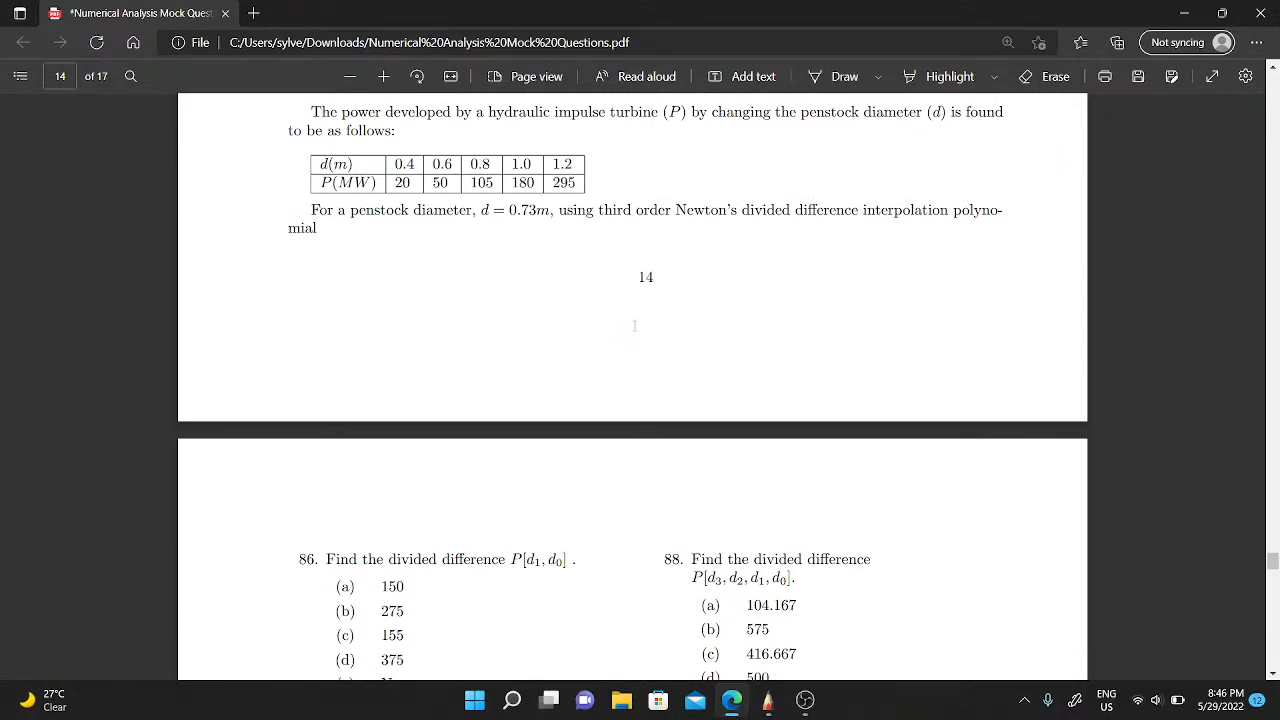 *Numerical Analysis Mock Quest
File
C:/Users/sylve/Downloads/Numerical%20Analysis%20Mock%20Questions.pdf
Not syncing
14 of 17
Page view
Read aloud
Add text
Draw
Highlight
Erase
The power developed by a hydraulic impulse turbine (P) by changing the penstock diameter (d) is found
to be as follows:
d(m) 0.4 0.6 0.8 1.0 1.2
P(MW) 20 50 105 180 295
For a penstock diameter, d = 0.73m, using third order Newton's divided difference interpolation polyno-
mial
14
86. Find the divided difference P[d₁, d₀] .
(a) 150
(b) 275
(c) 155
(d) 375
88. Find the divided difference
P[d₃, d₂, d₁, d₀].
(a) 104.167
(b) 575
(c) 416.667
(d) 500
27°C
Clear
ENG
US
8:46 PM
5/29/2022
12